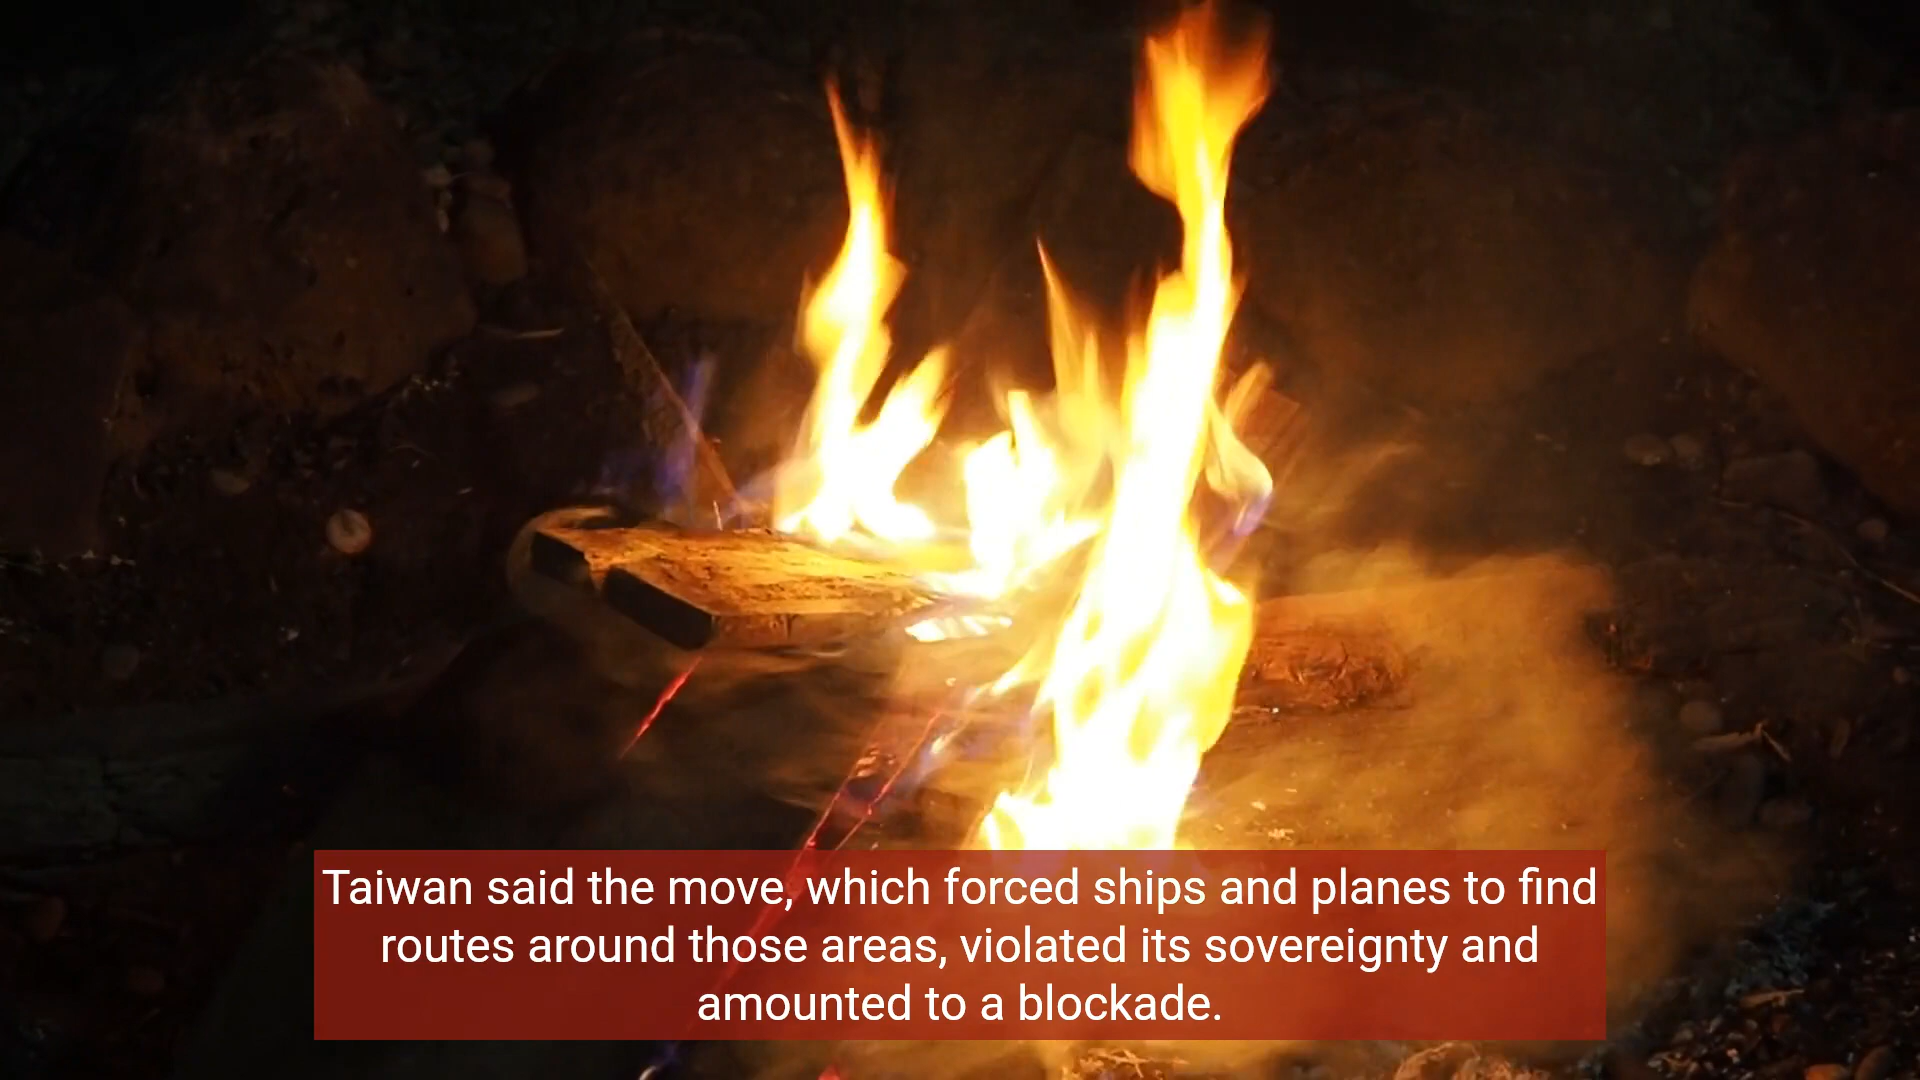 Taiwan said the move, which forced ships and planes to find
routes around those areas, violated its sovereignty and
amounted to a blockade.